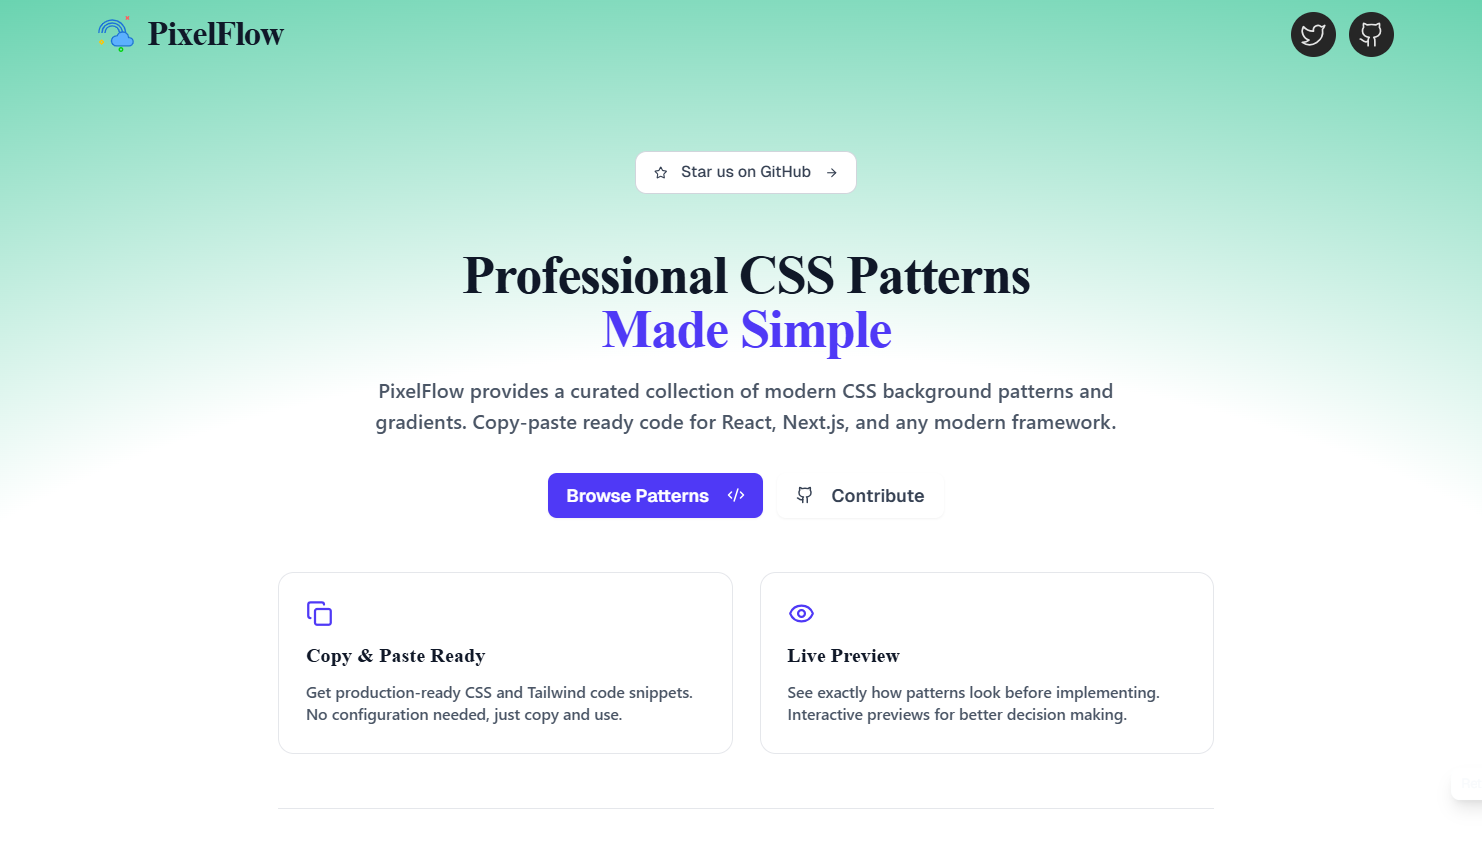 PixelFlow
Star us on GitHub
Professional CSS Patterns
Made Simple
PixelFlow provides a curated collection of modern CSS background patterns and
gradients. Copy-paste ready code for React, Next.js, and any modern framework.
Browse Patterns
Contribute
Copy & Paste Ready
Get production-ready CSS and Tailwind code snippets.
No configuration needed, just copy and use.
Live Preview
See exactly how patterns look before implementing.
Interactive previews for better decision making.